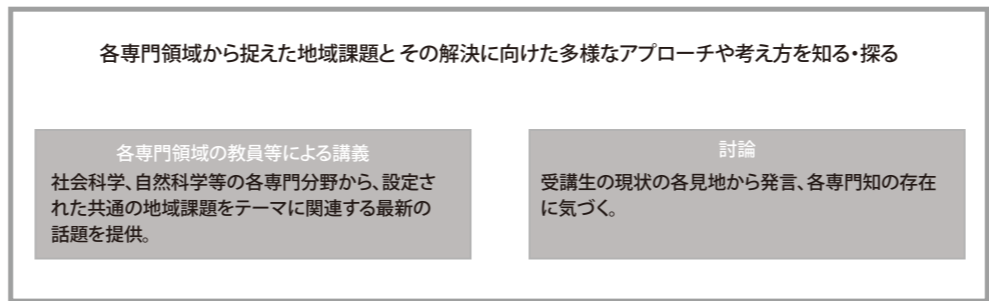 各専門領域から捉えた地域課題と その解決に向けた多様なアプローチや考え方を知る・探る
各専門領域の教員等による講義
社会科学、自然科学等の各専門分野から、設定さ
れた共通の地域課題をテーマに関連する最新の
話題を提供。
討論
受講生の現状の各見地から発言、各専門知の存在
に気づく。